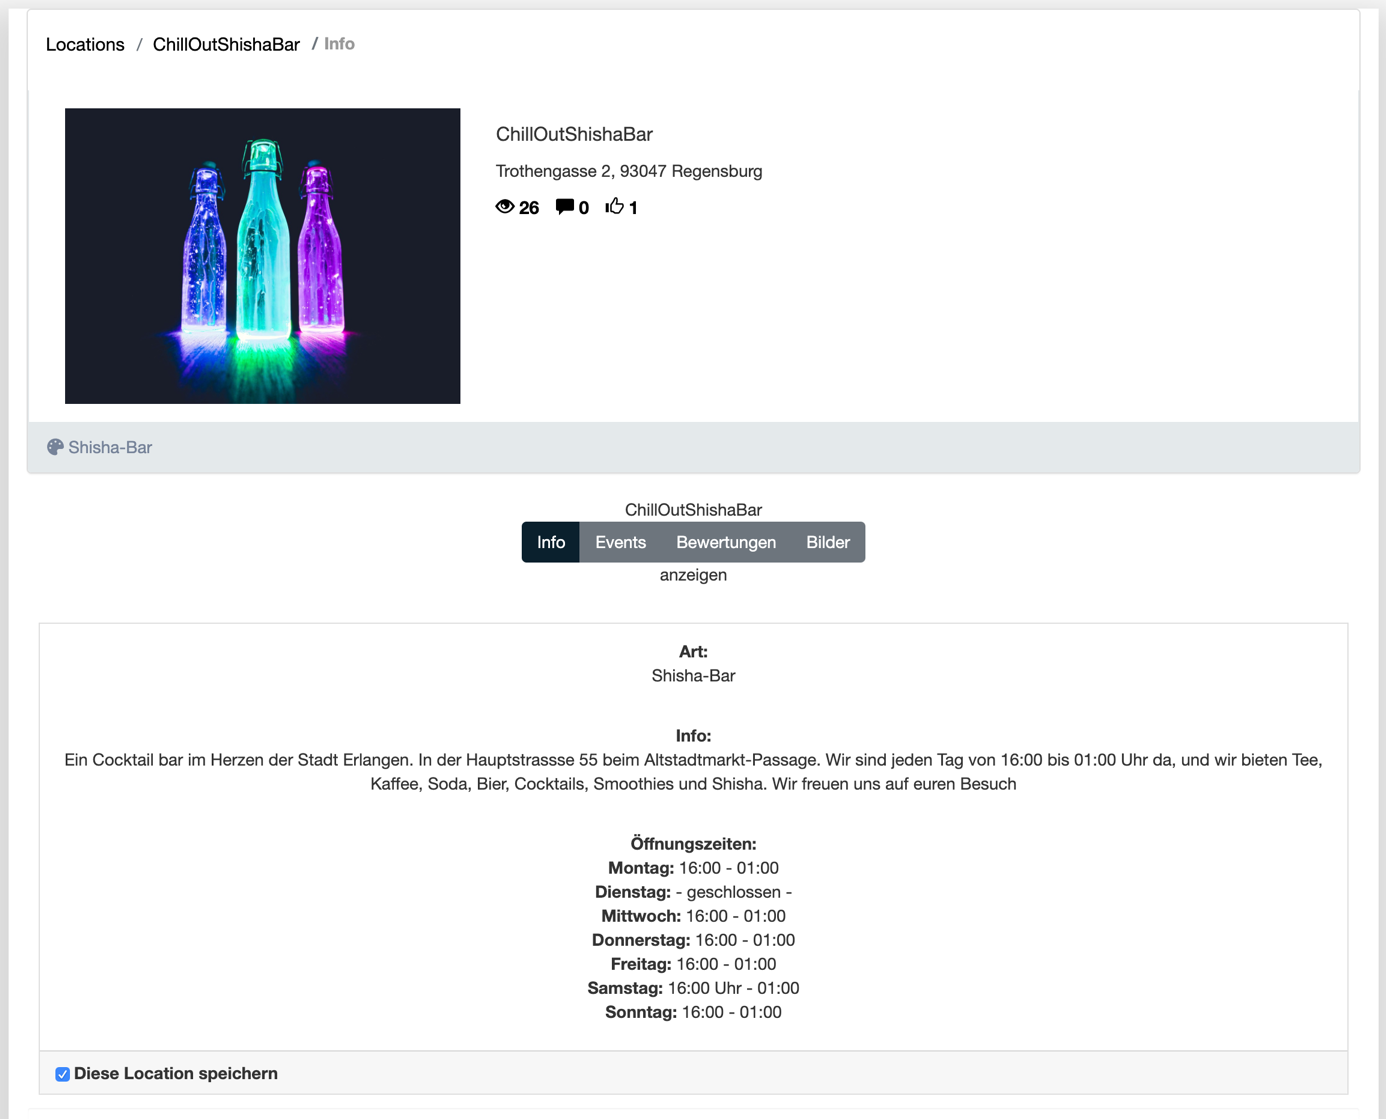 Locations / ChillOutShishaBar / Info
ChillOutShishaBar
Trothengasse 2, 93047 Regensburg
26 0 1
Shisha-Bar
ChillOutShishaBar
Info Events Bewertungen Bilder
anzeigen
Art:
Shisha-Bar
Info:
Ein Cocktail bar im Herzen der Stadt Erlangen. In der Hauptstrassse 55 beim Altstadtmarkt-Passage. Wir sind jeden Tag von 16:00 bis 01:00 Uhr da, und wir bieten Tee,
Kaffee, Soda, Bier, Cocktails, Smoothies und Shisha. Wir freuen uns auf euren Besuch
Öffnungszeiten:
Montag: 16:00 - 01:00
Dienstag: - geschlossen -
Mittwoch: 16:00 - 01:00
Donnerstag: 16:00 - 01:00
Freitag: 16:00 - 01:00
Samstag: 16:00 Uhr - 01:00
Sonntag: 16:00 - 01:00
Diese Location speichern